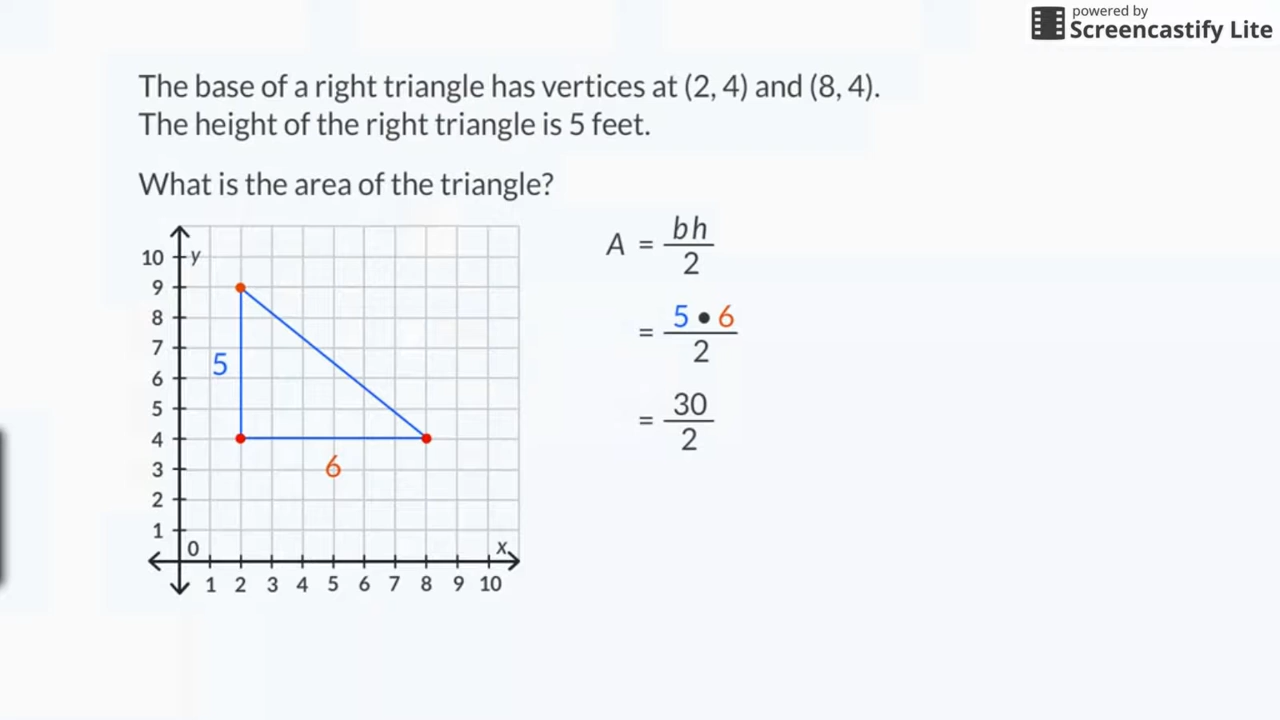 powered by
Screencastify Lite
The base of a right triangle has vertices at (2, 4) and (8, 4).
The height of the right triangle is 5 feet.
What is the area of the triangle?
A = bh/2
= 5 • 6/2
= 30/2
10 y
9
8
7
6
5
4
3
2
1
5
6
0
x
1 2 3 4 5 6 7 8 9 10